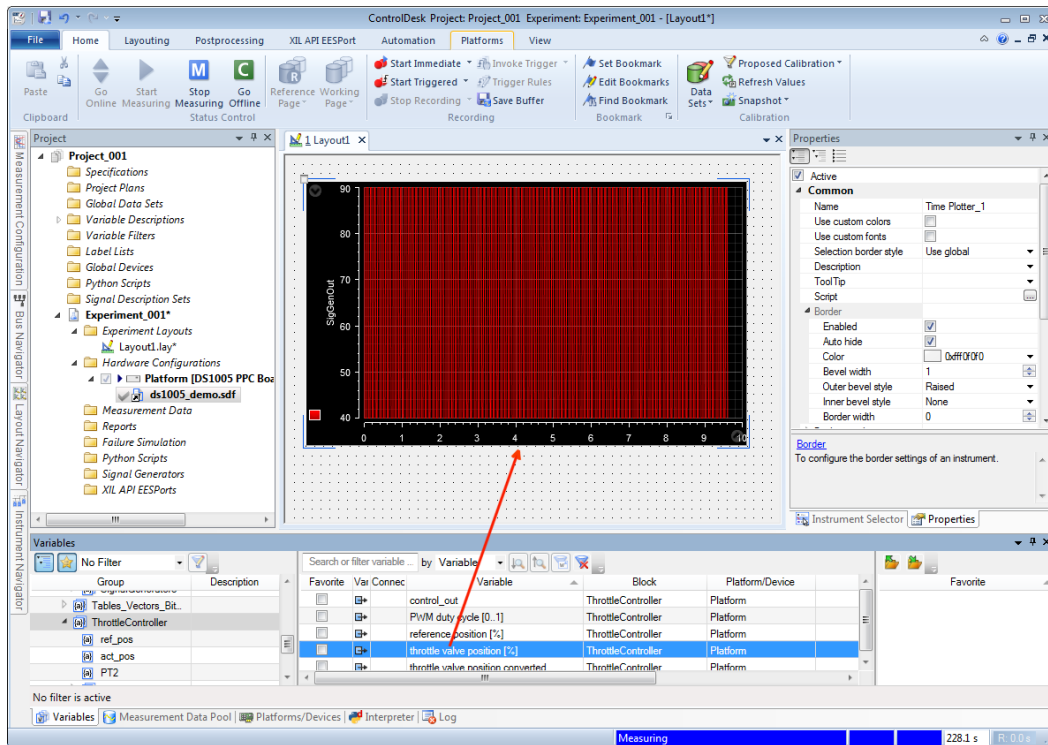 ControlDesk Project: Project_001 Experiment: Experiment_001 - [Layout1*]
File Home Layouting Postprocessing XIL API EESPort Automation Platforms View
Paste
Clipboard
Go Online
Start Measuring
Stop Measuring
Go Offline
Status Control
Reference Page
Working Page
Start Immediate Invoke Trigger
Start Triggered Trigger Rules
Stop Recording Save Buffer
Recording
Set Bookmark
Edit Bookmarks
Find Bookmark
Bookmark
Data Sets
Proposed Calibration
Refresh Values
Snapshot
Calibration
Measurement Configuration
Bus Navigator
Layout Navigator
Instrument Navigator
Project
Project_001
Specifications
Project Plans
Global Data Sets
Variable Descriptions
Variable Filters
Label Lists
Global Devices
Python Scripts
Signal Description Sets
Experiment_001*
Experiment Layouts
Layout1.lay*
Hardware Configurations
Platform [DS1005 PPC Boa
ds1005_demo.sdf
Measurement Data
Reports
Failure Simulation
Python Scripts
Signal Generators
XIL API EESPorts
1 Layout1
SigGenOut
90
80
70
60
50
40
0 1 2 3 4 5 6 7 8 9 10
Properties
Active
Common
Name Time Plotter_1
Use custom colors
Use custom fonts
Selection border style Use global
Description
ToolTip
Script
Border
Enabled
Auto hide
Color 0xfff0f0f0
Bevel width 1
Outer bevel style Raised
Inner bevel style None
Border width 0
Border
To configure the border settings of an instrument.
Instrument Selector Properties
Variables
No Filter
Group Description
Tables_Vectors_Bit...
ThrottleController
ref_pos
act_pos
PT2
Search or filter variable ... by Variable
Favorite Var Connec Variable Block Platform/Device
control_out ThrottleController Platform
PWM duty cycle [0..1] ThrottleController Platform
reference position [%] ThrottleController Platform
throttle valve position [%] ThrottleController Platform
throttle valve position converted ThrottleController Platform
Favorite
No filter is active
Variables Measurement Data Pool Platforms/Devices Interpreter Log
Measuring 228.1 s R: 0.0 s